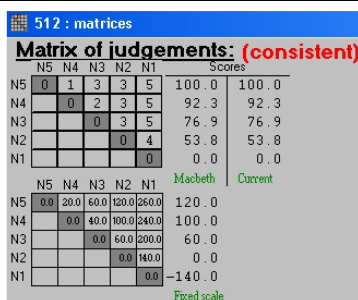 512 : matrices
Matrix of judgements: (consistent)
N5 N4 N3 N2 N1 Scores
N5 0 1 3 3 5 100.0 100.0
N4 0 2 3 5 92.3 92.3
N3 0 3 5 76.9 76.9
N2 0 4 53.8 53.8
N1 0 0.0 0.0
Macbeth Current
N5 N4 N3 N2 N1
N5 0.0 20.0 60.0 120.0 260.0 120.0
N4 0.0 40.0 100.0 240.0 100.0
N3 0.0 60.0 200.0 60.0
N2 0.0 140.0 0.0
N1 0.0 -140.0
Fixed scale